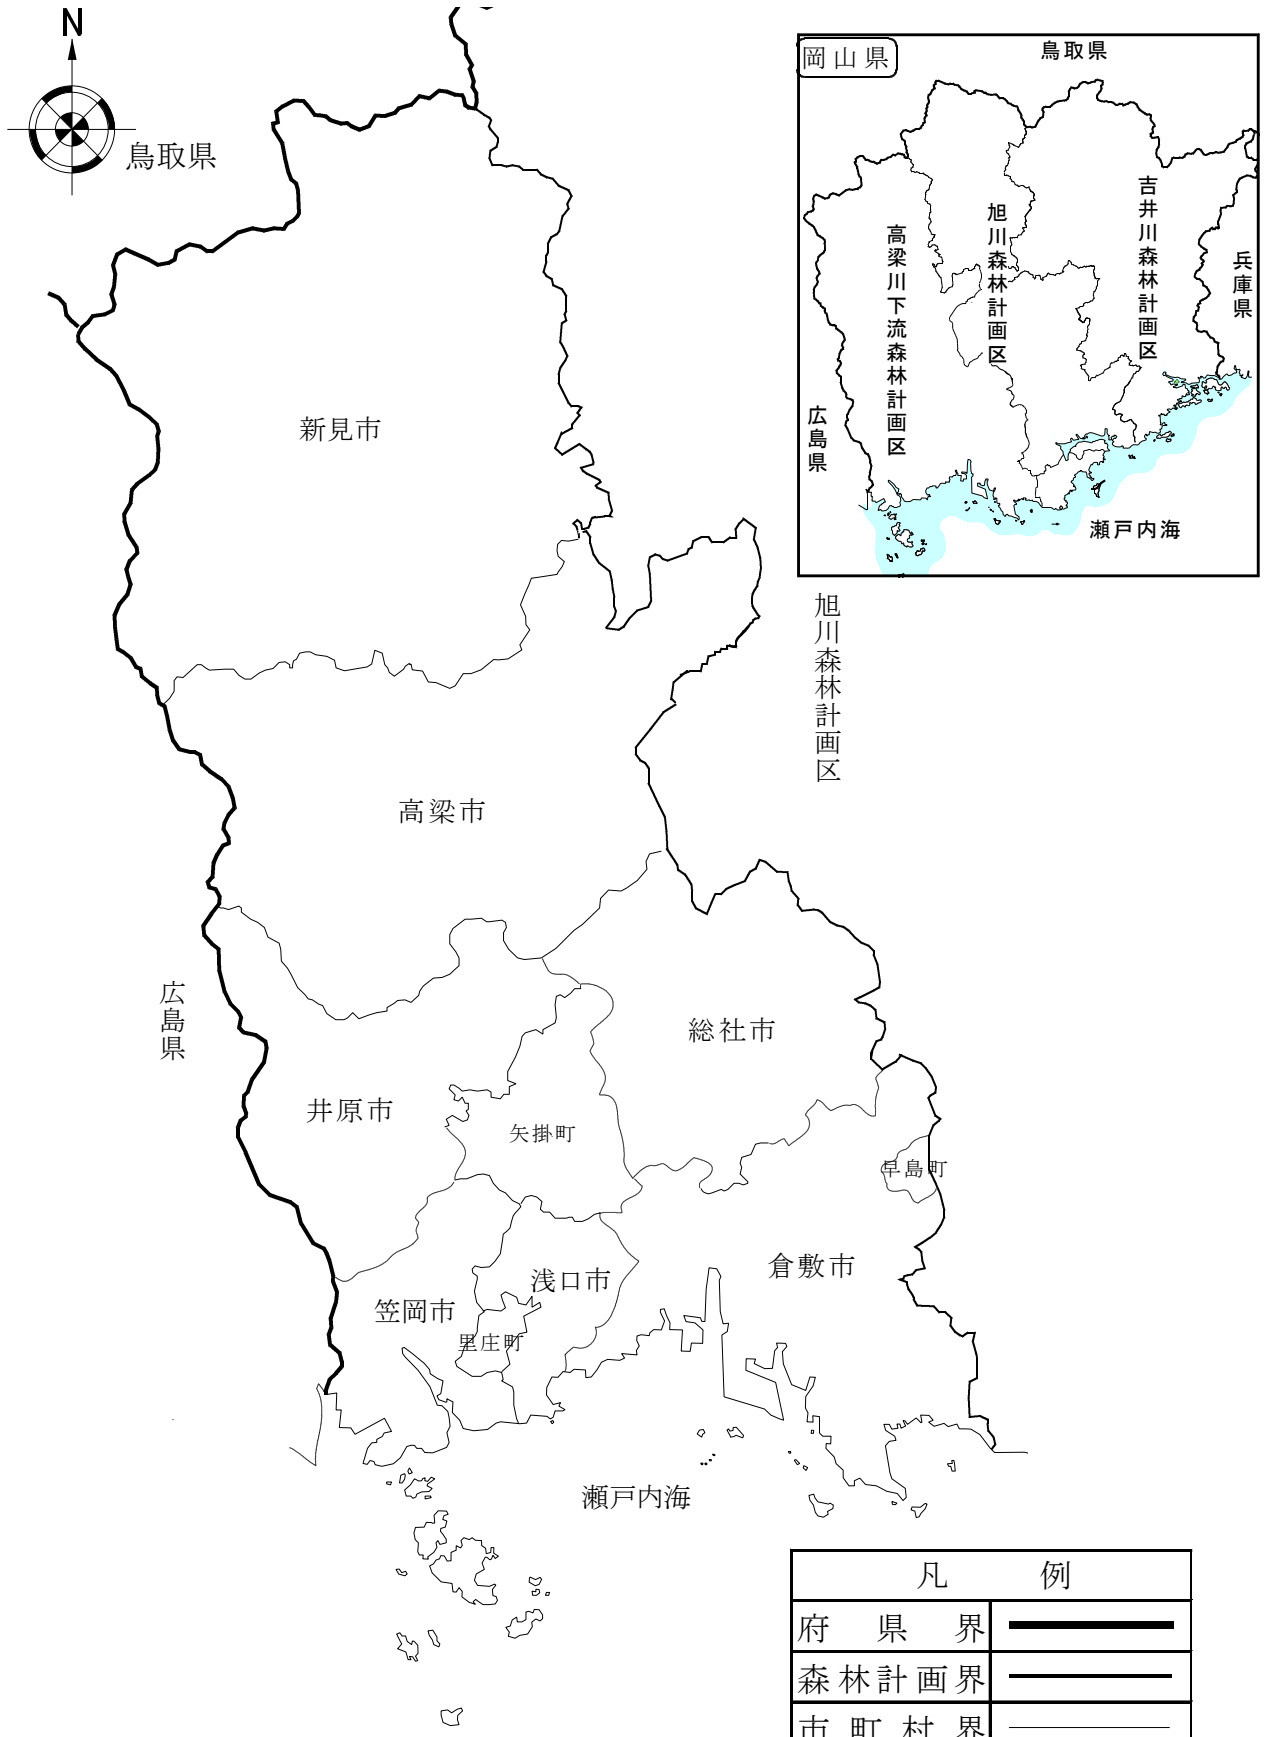 N
鳥取県
岡山県
鳥取県
吉井川森林計画区
旭川森林計画区
高梁川下流森林計画区
兵庫県
広島県
瀬戸内海
新見市
旭川森林計画区
高梁市
広島県
総社市
井原市
矢掛町
早島町
倉敷市
浅口市
笠岡市
里庄町
瀬戸内海
凡例
府県界
森林計画界
市町村界